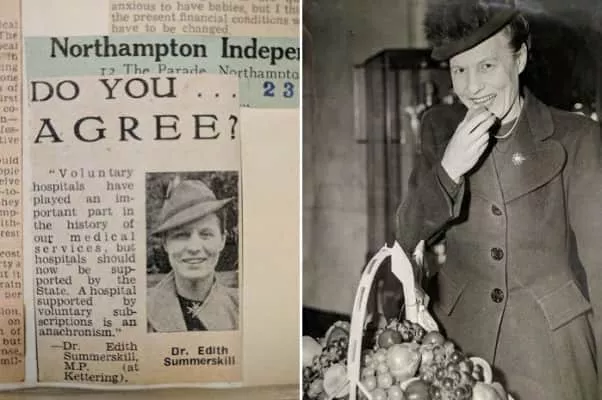 anxious to have babies, but I th
the present financial conditions w
have to be changed.
Northampton Indepe
12 The Parade, Northampto
23
DO YOU ...
AGREE?
"Voluntary
hospitals have
played an im-
portant part in
the history of
our medical
services, but
hospitals should
now be sup-
ported by the
State. A hospital
supported by
voluntary sub-
scriptions is an
anachronism."
—Dr. Edith
Summerskill,
M.P. (at
Kettering).
Dr. Edith
Summerskill